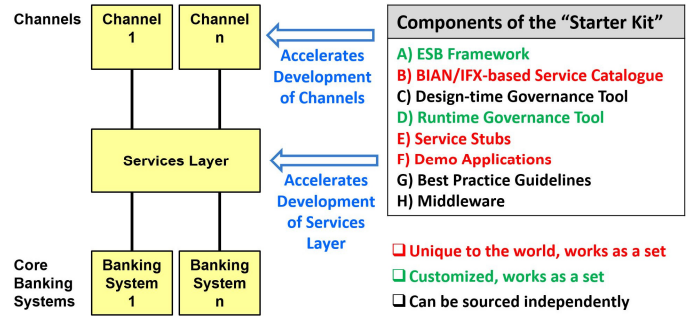 Channels
Channel
1
Channel
n
Accelerates
Development
of Channels
Services Layer
Accelerates
Development
of Services
Layer
Core
Banking
Systems
Banking
System
1
Banking
System
n
Components of the “Starter Kit”
A) ESB Framework
B) BIAN/IFX-based Service Catalogue
C) Design-time Governance Tool
D) Runtime Governance Tool
E) Service Stubs
F) Demo Applications
G) Best Practice Guidelines
H) Middleware
❑ Unique to the world, works as a set
❑ Customized, works as a set
❑ Can be sourced independently